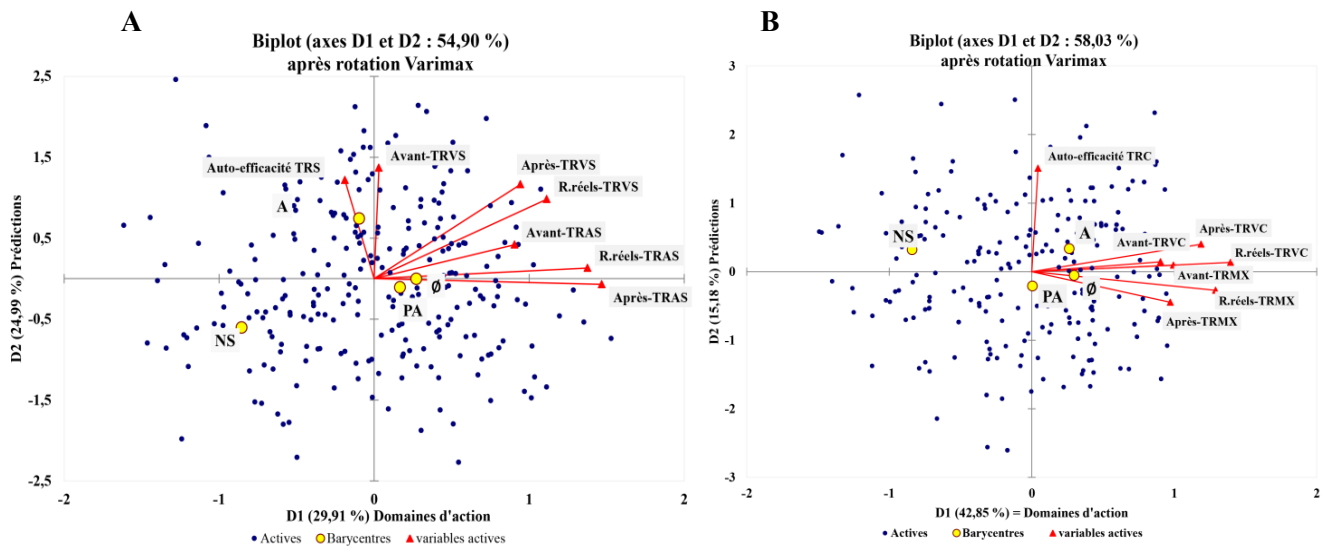 A
Biplot (axes D1 et D2 : 54,90 %)
après rotation Varimax
2,5
1,5
0,5
-0,5
-1,5
-2,5
D2 (24,99 %) Prédictions
Auto-efficacité TRS
Avant-TRVS
Après-TRVS
R.réels-TRVS
A
Avant-TRAS
R.réels-TRAS
Ø
PA
Après-TRAS
NS
-2
-1
0
1
2
D1 (29,91 %) Domaines d'action
Actives
Barycentres
variables actives
B
Biplot (axes D1 et D2 : 58,03 %)
après rotation Varimax
3
2
1
0
-1
-2
-3
D2 (15,18 %) Prédictions
Auto-efficacité TRC
NS
A
Après-TRVC
Avant-TRVC
R.réels-TRVC
Avant-TRMX
PA
Ø
R.réels-TRMX
Après-TRMX
-2
-1
0
1
2
D1 (42,85 %) = Domaines d'action
Actives
Barycentres
variables actives